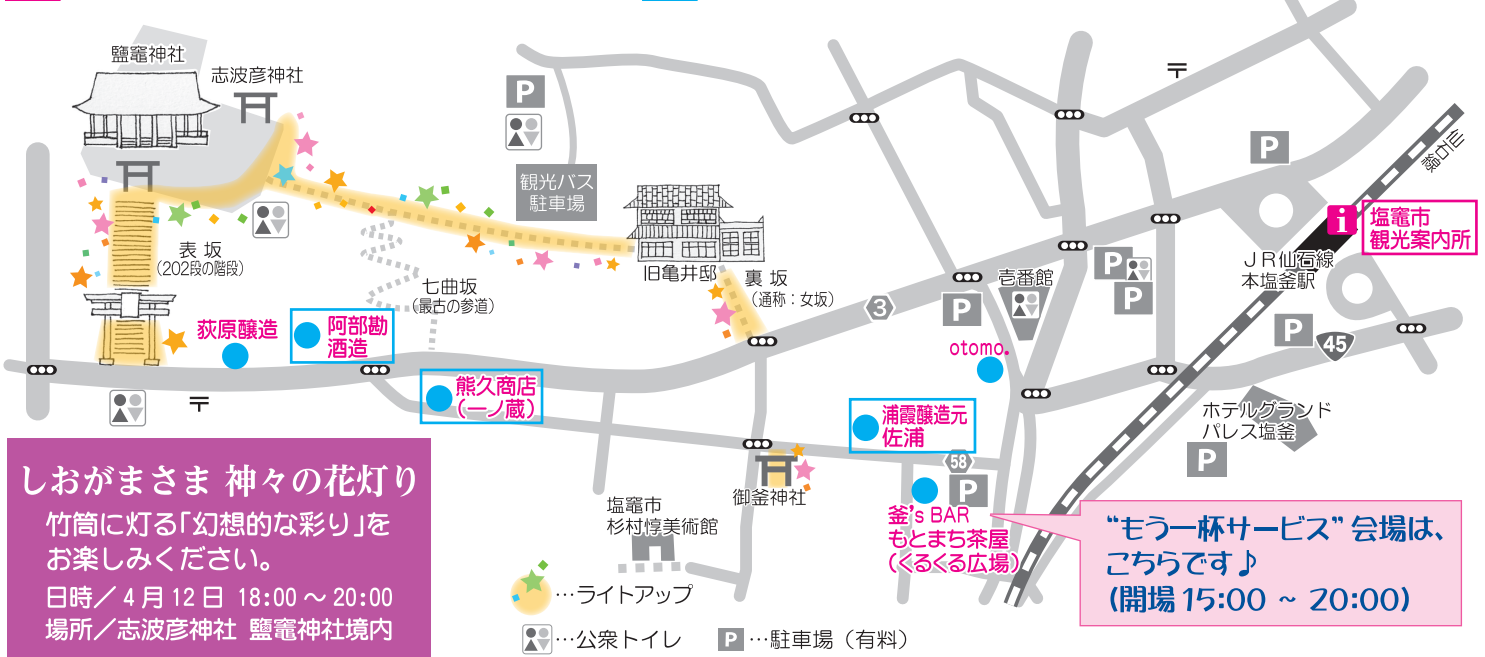 鹽竈神社
志波彦神社
P
観光バス
駐車場
〒
仙石線
P
i
塩竈市
観光案内所
表坂
(202段の階段)
七曲坂
(最古の参道)
旧亀井邸
裏坂
(通称：女坂)
3
P
壱番館
P
P
JR仙石線
本塩釜駅
P
45
荻原醸造
阿部勘
酒造
otomo.
熊久商店
(一ノ蔵)
〒
浦霞醸造元
佐浦
58
ホテルグランド
パレス塩釜
P
御釜神社
塩竈市
杉村惇美術館
P
釜's BAR
もとまち茶屋
(くるくる広場)
しおがまさま 神々の花灯り
竹筒に灯る「幻想的な彩り」を
お楽しみください。
日時／4月12日 18:00～20:00
場所／志波彦神社 鹽竈神社境内
“もう一杯サービス”会場は、
こちらです♪
(開場15:00 ～ 20:00)
…ライトアップ
…公衆トイレ
P…駐車場（有料）